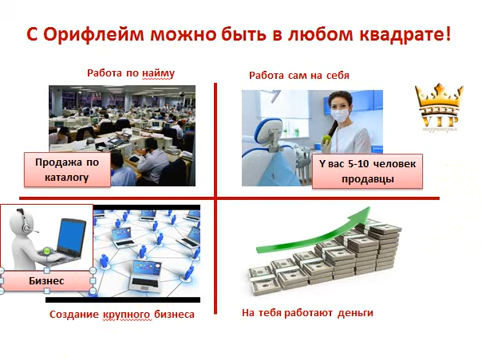 С Орифлейм можно быть в любом квадрате!
Работа по найму
Работа сам на себя
VIP
территория
Продажа по
каталогу
Y вас 5-10 человек
продавцы
Бизнес
Создание крупного бизнеса
На тебя работают деньги